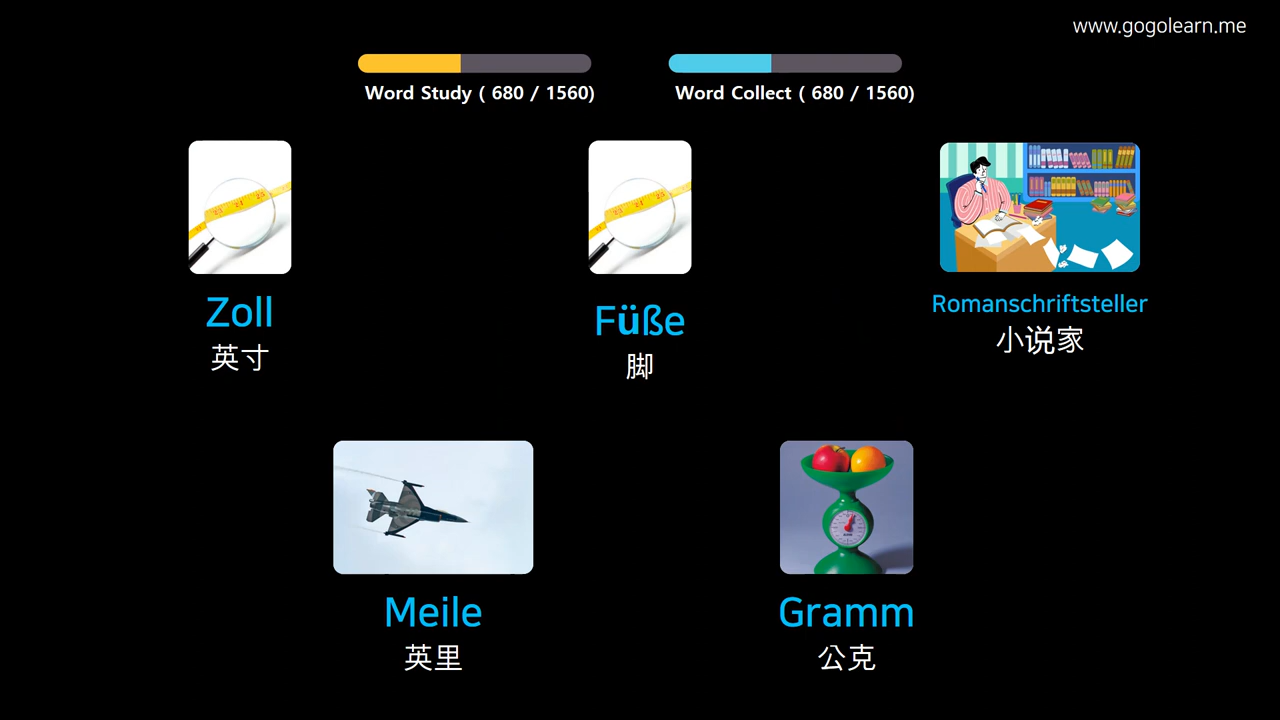 www.gogolearn.me
Word Study ( 680 / 1560)
Word Collect ( 680 / 1560)
Zoll
英寸
Füße
脚
Romanschriftsteller
小说家
Meile
英里
Gramm
公克